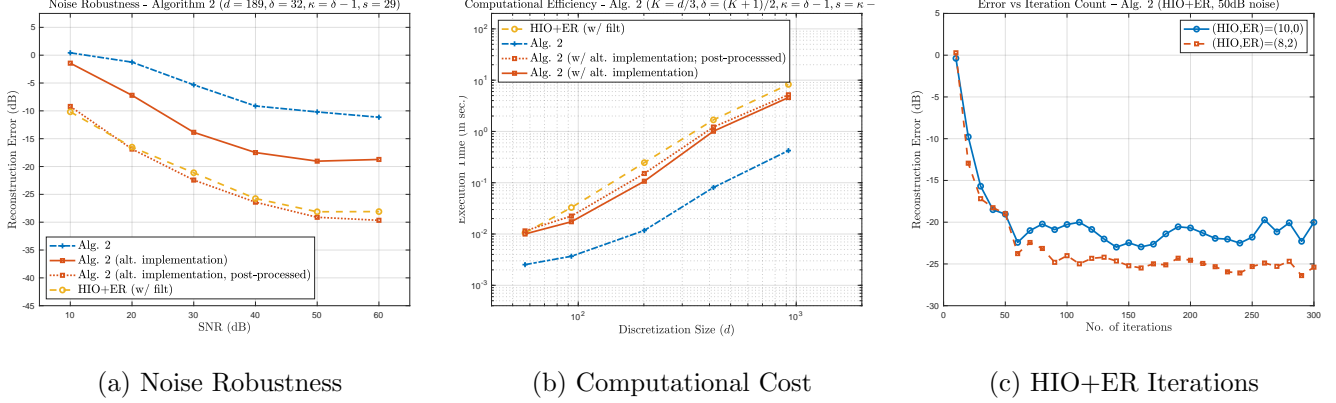 Noise Robustness - Algorithm 2 (d = 189, δ = 32, κ = δ − 1, s = 29)
Reconstruction Error (dB)
5
0
-5
-10
-15
-20
-25
-30
-35
-40
-45
Alg. 2
Alg. 2 (alt. implementation)
Alg. 2 (alt. implementation, post-processed)
HIO+ER (w/ filt)
10
20
30
40
50
60
SNR (dB)
(a) Noise Robustness
Computational Efficiency - Alg. 2 (K = d/3, δ = (K + 1)/2, κ = δ − 1, s = κ −
Execution Time (in sec.)
10²
10¹
10⁰
10⁻¹
10⁻²
10⁻³
HIO+ER (w/ filt)
Alg. 2
Alg. 2 (w/ alt. implementation; post-processsed)
Alg. 2 (w/ alt. implementation)
10²
10³
Discretization Size (d)
(b) Computational Cost
Error vs Iteration Count – Alg. 2 (HIO+ER, 50dB noise)
Reconstruction Error (dB)
5
0
-5
-10
-15
-20
-25
-30
(HIO,ER)=(10,0)
(HIO,ER)=(8,2)
0
50
100
150
200
250
300
No. of iterations
(c) HIO+ER Iterations